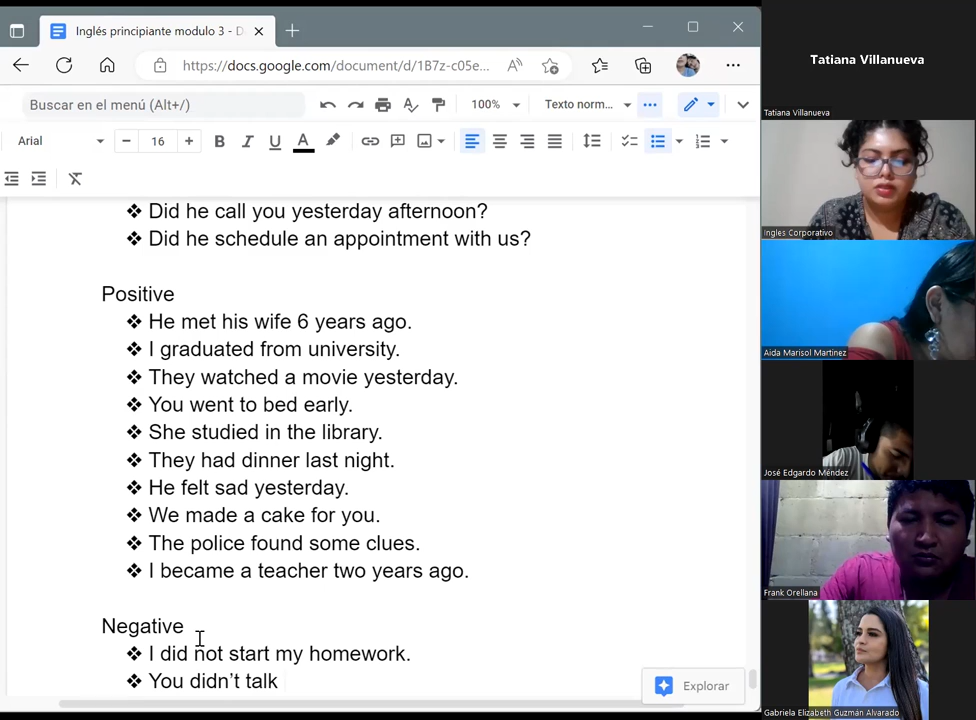 Inglés principiante modulo 3 - D
https://docs.google.com/document/d/1B7z-c05e...
Buscar en el menú (Alt+/)
100%
Texto norm...
Arial
16
Did he call you yesterday afternoon?
Did he schedule an appointment with us?
Positive
He met his wife 6 years ago.
I graduated from university.
They watched a movie yesterday.
You went to bed early.
She studied in the library.
They had dinner last night.
He felt sad yesterday.
We made a cake for you.
The police found some clues.
I became a teacher two years ago.
Negative
I did not start my homework.
You didn't talk
Explorar
Tatiana Villanueva
Tatiana Villanueva
Ingles Corporativo
Aida Marisol Martínez
José Edgardo Méndez
Frank Orellana
Gabriela Elizabeth Guzmán Alvarado